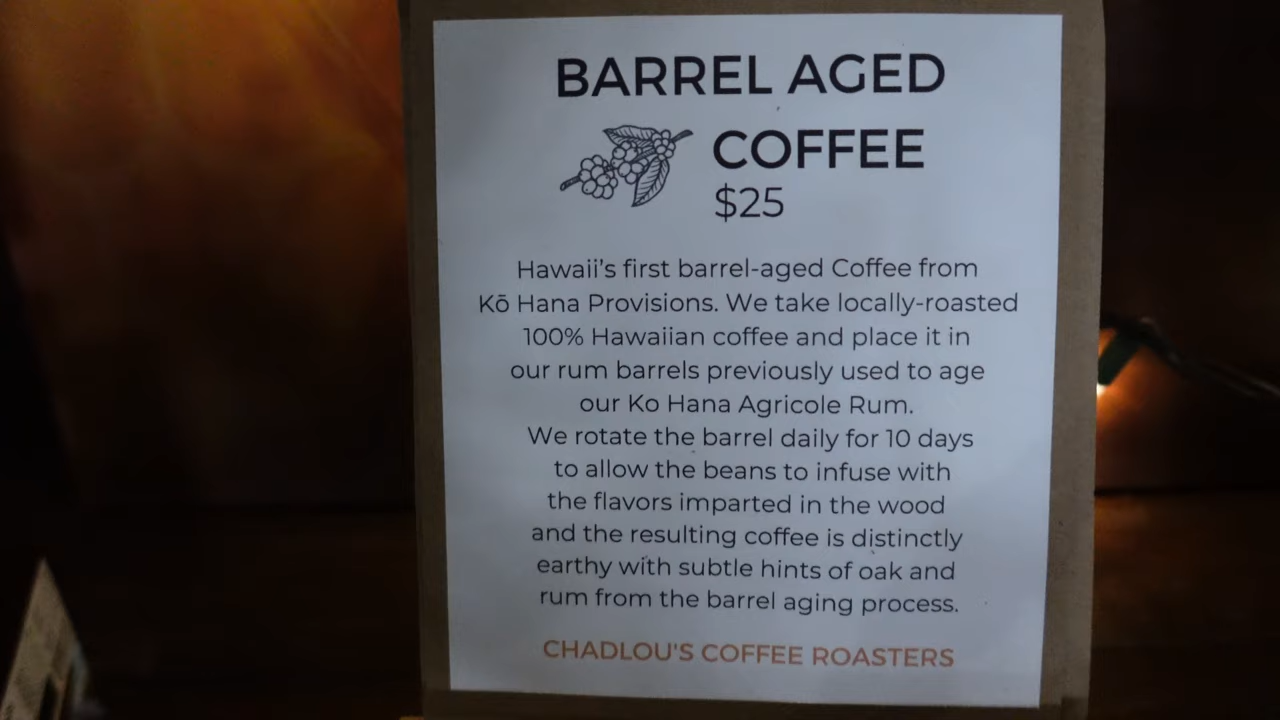 BARREL AGED
COFFEE
$25
Hawaii's first barrel-aged Coffee from
Kō Hana Provisions. We take locally-roasted
100% Hawaiian coffee and place it in
our rum barrels previously used to age
our Ko Hana Agricole Rum.
We rotate the barrel daily for 10 days
to allow the beans to infuse with
the flavors imparted in the wood
and the resulting coffee is distinctly
earthy with subtle hints of oak and
rum from the barrel aging process.
CHADLOU'S COFFEE ROASTERS